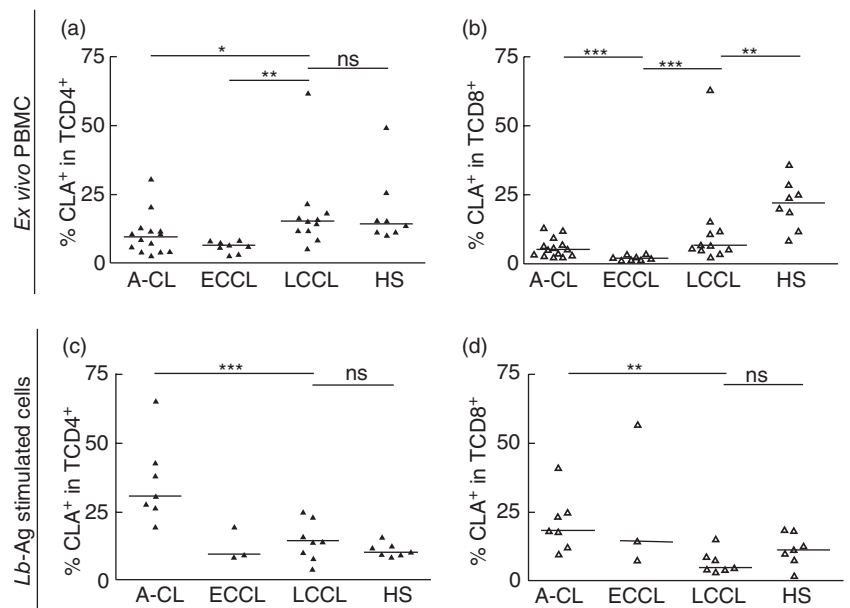 Ex vivo PBMC
(a)
% CLA⁺ in TCD4⁺
75
50
25
0
*
**
ns
A-CL ECCL LCCL HS
(b)
% CLA⁺ in TCD8⁺
75
50
25
0
***
***
**
A-CL ECCL LCCL HS
Lb-Ag stimulated cells
(c)
% CLA⁺ in TCD4⁺
75
50
25
0
***
ns
A-CL ECCL LCCL HS
(d)
% CLA⁺ in TCD8⁺
75
50
25
0
**
ns
A-CL ECCL LCCL HS